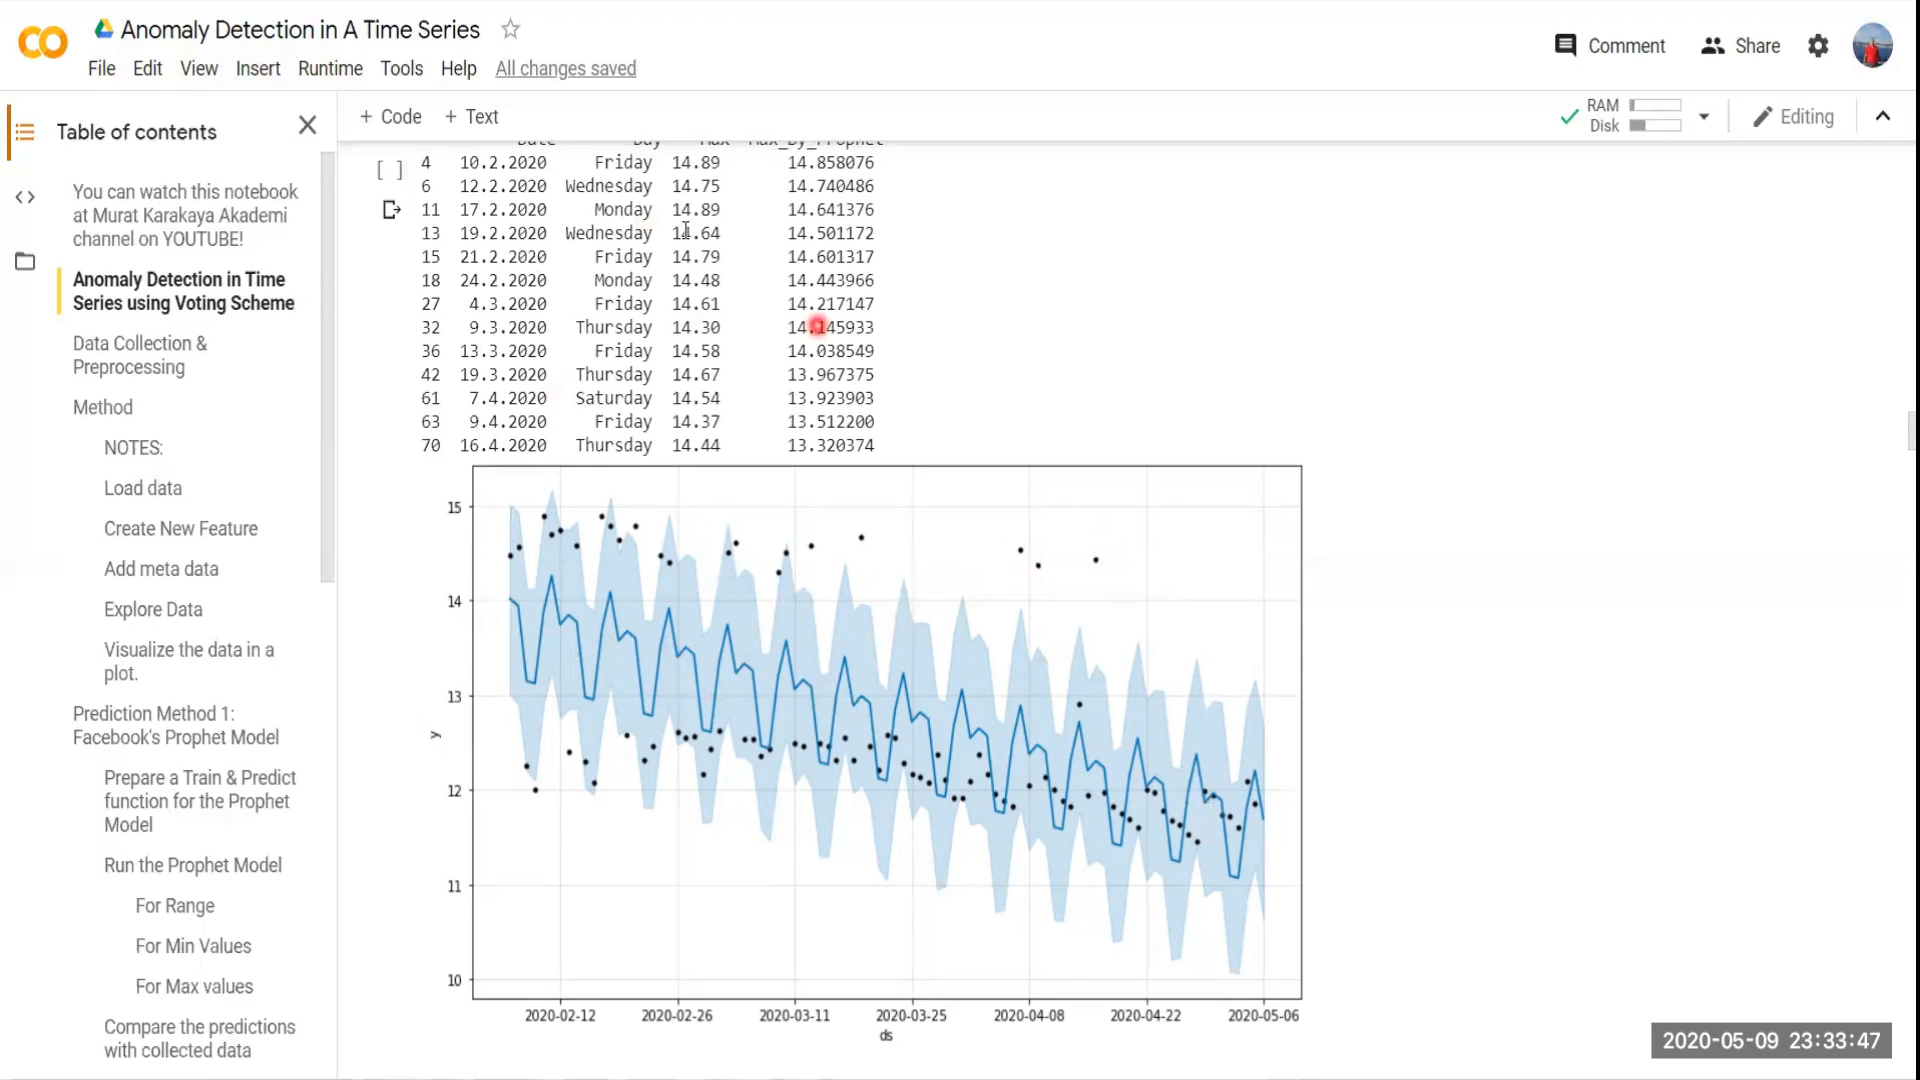 Anomaly Detection in A Time Series
Comment
Share
File Edit View Insert Runtime Tools Help All changes saved
+ Code + Text
RAM
Disk
Editing
Table of contents
You can watch this notebook
at Murat Karakaya Akademi
channel on YOUTUBE!
Anomaly Detection in Time
Series using Voting Scheme
Data Collection &
Preprocessing
Method
NOTES:
Load data
Create New Feature
Add meta data
Explore Data
Visualize the data in a
plot.
Prediction Method 1:
Facebook's Prophet Model
Prepare a Train & Predict
function for the Prophet
Model
Run the Prophet Model
For Range
For Min Values
For Max values
Compare the predictions
with collected data
[ ]
Date Day Max Max_By_Prophet
4 10.2.2020 Friday 14.89 14.858076
6 12.2.2020 Wednesday 14.75 14.740486
11 17.2.2020 Monday 14.89 14.641376
13 19.2.2020 Wednesday 14.64 14.501172
15 21.2.2020 Friday 14.79 14.601317
18 24.2.2020 Monday 14.48 14.443966
27 4.3.2020 Friday 14.61 14.217147
32 9.3.2020 Thursday 14.30 14.145933
36 13.3.2020 Friday 14.58 14.038549
42 19.3.2020 Thursday 14.67 13.967375
61 7.4.2020 Saturday 14.54 13.923903
63 9.4.2020 Friday 14.37 13.512200
70 16.4.2020 Thursday 14.44 13.320374
15
14
13
y
12
11
10
2020-02-12 2020-02-26 2020-03-11 2020-03-25 2020-04-08 2020-04-22 2020-05-06
ds
2020-05-09 23:33:47